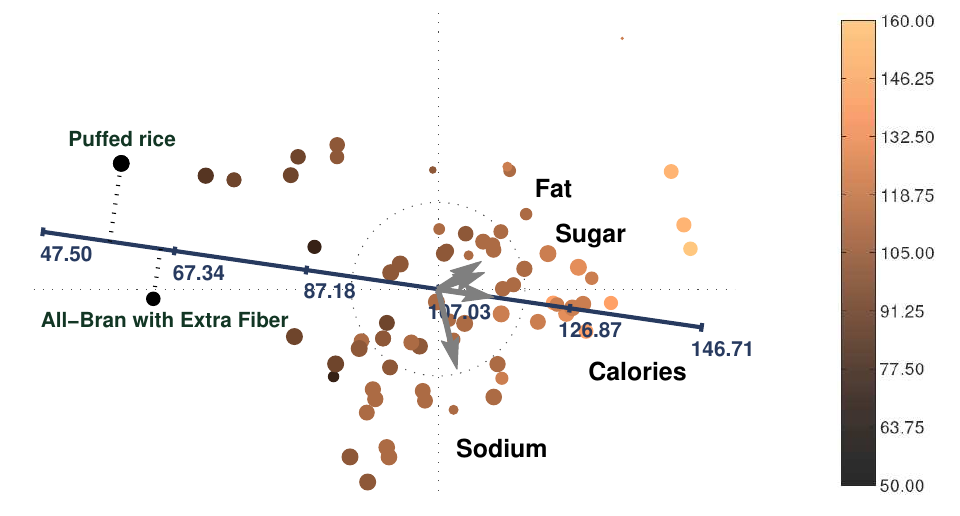 160.00
146.25
Puffed rice
132.50
Fat
118.75
Sugar
105.00
47.50
67.34
87.18
107.03
126.87
146.71
91.25
All−Bran with Extra Fiber
Calories
77.50
Sodium
63.75
50.00